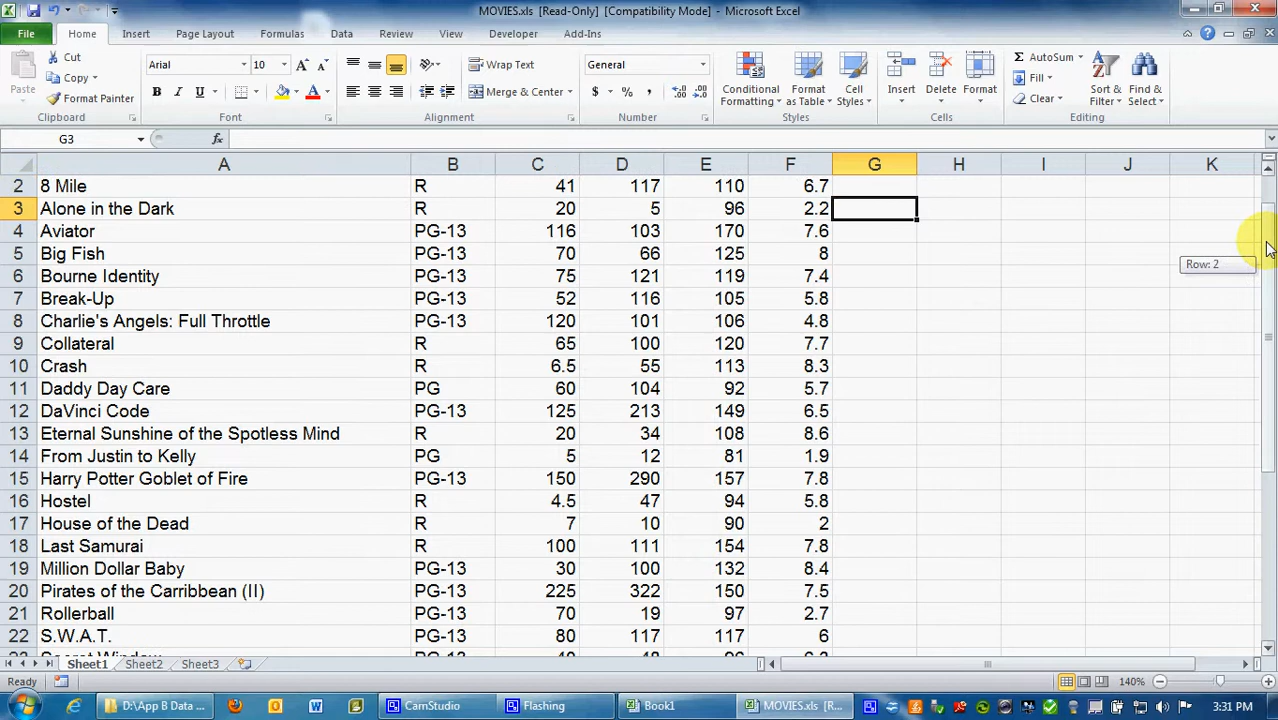 MOVIES.xls [Read-Only] [Compatibility Mode] - Microsoft Excel
File Home Insert Page Layout Formulas Data Review View Developer Add-Ins
Cut Arial 10 Wrap Text General AutoSum
Copy Fill
Paste Format Painter B I U Merge & Center $ % , Conditional Formatting Format as Table Cell Styles Insert Delete Format Clear Sort & Filter Find & Select
Clipboard Font Alignment Number Styles Cells Editing
G3 fx
A B C D E F G H I J K
2 8 Mile R 41 117 110 6.7
3 Alone in the Dark R 20 5 96 2.2
4 Aviator PG-13 116 103 170 7.6
5 Big Fish PG-13 70 66 125 8
Row: 2
6 Bourne Identity PG-13 75 121 119 7.4
7 Break-Up PG-13 52 116 105 5.8
8 Charlie's Angels: Full Throttle PG-13 120 101 106 4.8
9 Collateral R 65 100 120 7.7
10 Crash R 6.5 55 113 8.3
11 Daddy Day Care PG 60 104 92 5.7
12 DaVinci Code PG-13 125 213 149 6.5
13 Eternal Sunshine of the Spotless Mind R 20 34 108 8.6
14 From Justin to Kelly PG 5 12 81 1.9
15 Harry Potter Goblet of Fire PG-13 150 290 157 7.8
16 Hostel R 4.5 47 94 5.8
17 House of the Dead R 7 10 90 2
18 Last Samurai R 100 111 154 7.8
19 Million Dollar Baby PG-13 30 100 132 8.4
20 Pirates of the Carribbean (II) PG-13 225 322 150 7.5
21 Rollerball PG-13 70 19 97 2.7
22 S.W.A.T. PG-13 80 117 117 6
Sheet1 Sheet2 Sheet3
Ready 140%
D:\App B Data ... CamStudio Flashing Book1 MOVIES.xls [R... 3:31 PM